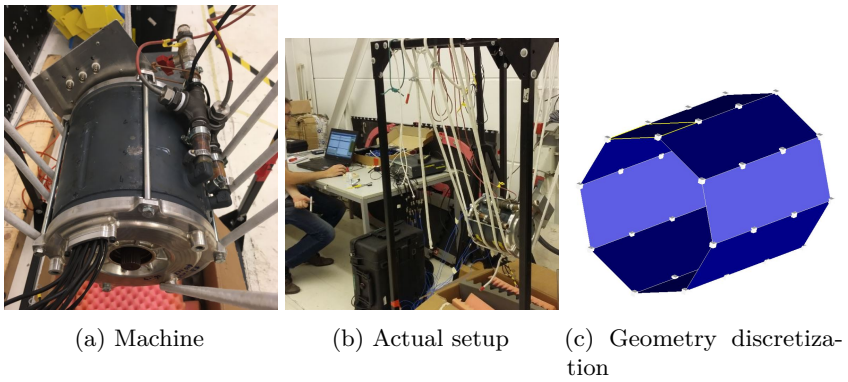 (a) Machine
(b) Actual setup
(c) Geometry discretiza-
tion